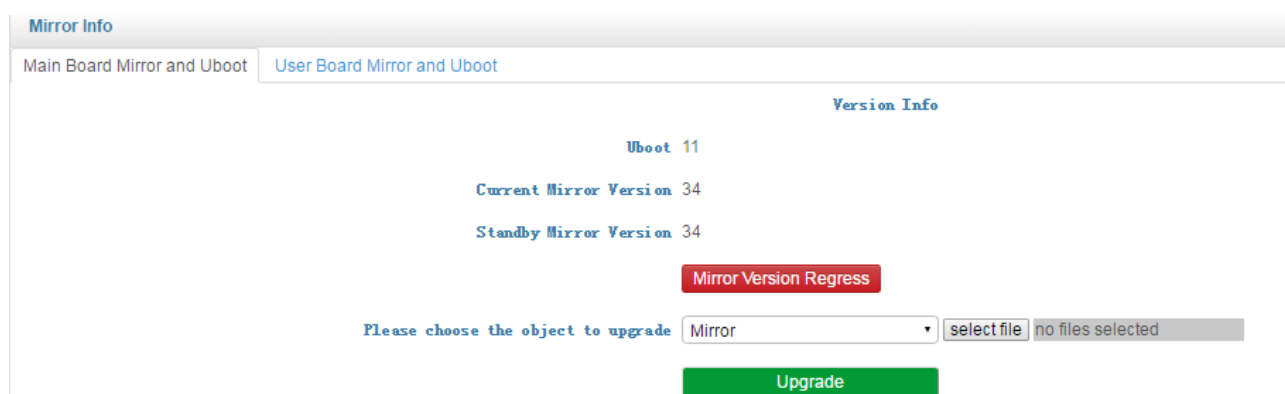 Mirror Info
Main Board Mirror and Uboot User Board Mirror and Uboot
Version Info
Uboot 11
Current Mirror Version 34
Standby Mirror Version 34
Mirror Version Regress
Please choose the object to upgrade Mirror select file no files selected
Upgrade